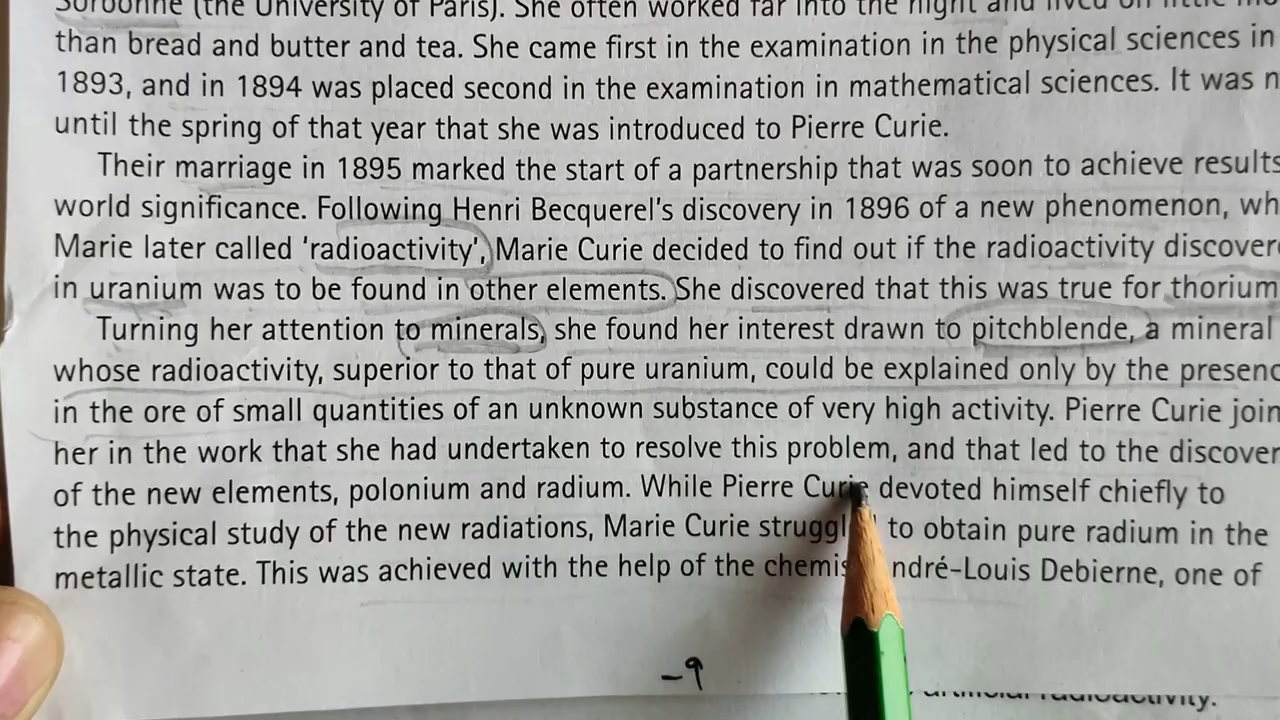 Sorbonne (the University of Paris). She often worked far into the night and lived on little
than bread and butter and tea. She came first in the examination in the physical sciences in
1893, and in 1894 was placed second in the examination in mathematical sciences. It was
until the spring of that year that she was introduced to Pierre Curie.
Their marriage in 1895 marked the start of a partnership that was soon to achieve results
world significance. Following Henri Becquerel's discovery in 1896 of a new phenomenon,
Marie later called 'radioactivity', Marie Curie decided to find out if the radioactivity
in uranium was to be found in other elements. She discovered that this was true for thorium
Turning her attention to minerals, she found her interest drawn to pitchblende, a mineral
whose radioactivity, superior to that of pure uranium, could be explained only by the
in the ore of small quantities of an unknown substance of very high activity. Pierre Curie
her in the work that she had undertaken to resolve this problem, and that led to the
of the new elements, polonium and radium. While Pierre Curie devoted himself chiefly to
the physical study of the new radiations, Marie Curie to obtain pure radium in the
metallic state. This was achieved with the help of the Debierne, one of
-9
artificial radioactivity.